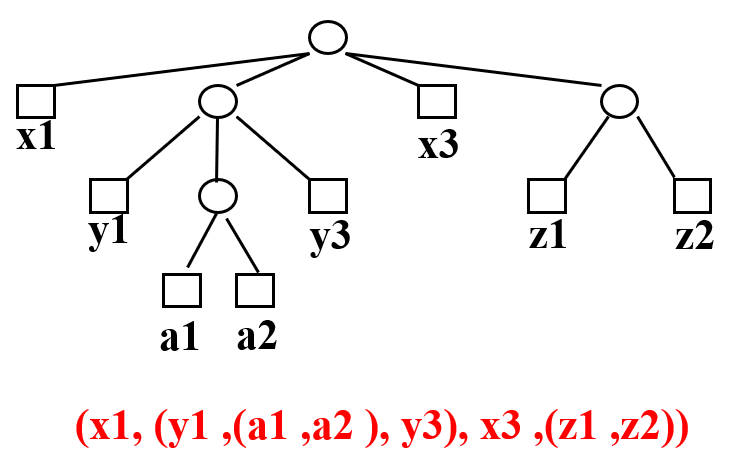 x1
x3
y1
y3
z1
z2
a1
a2
(x1, (y1 ,(a1 ,a2 ), y3), x3 ,(z1 ,z2))